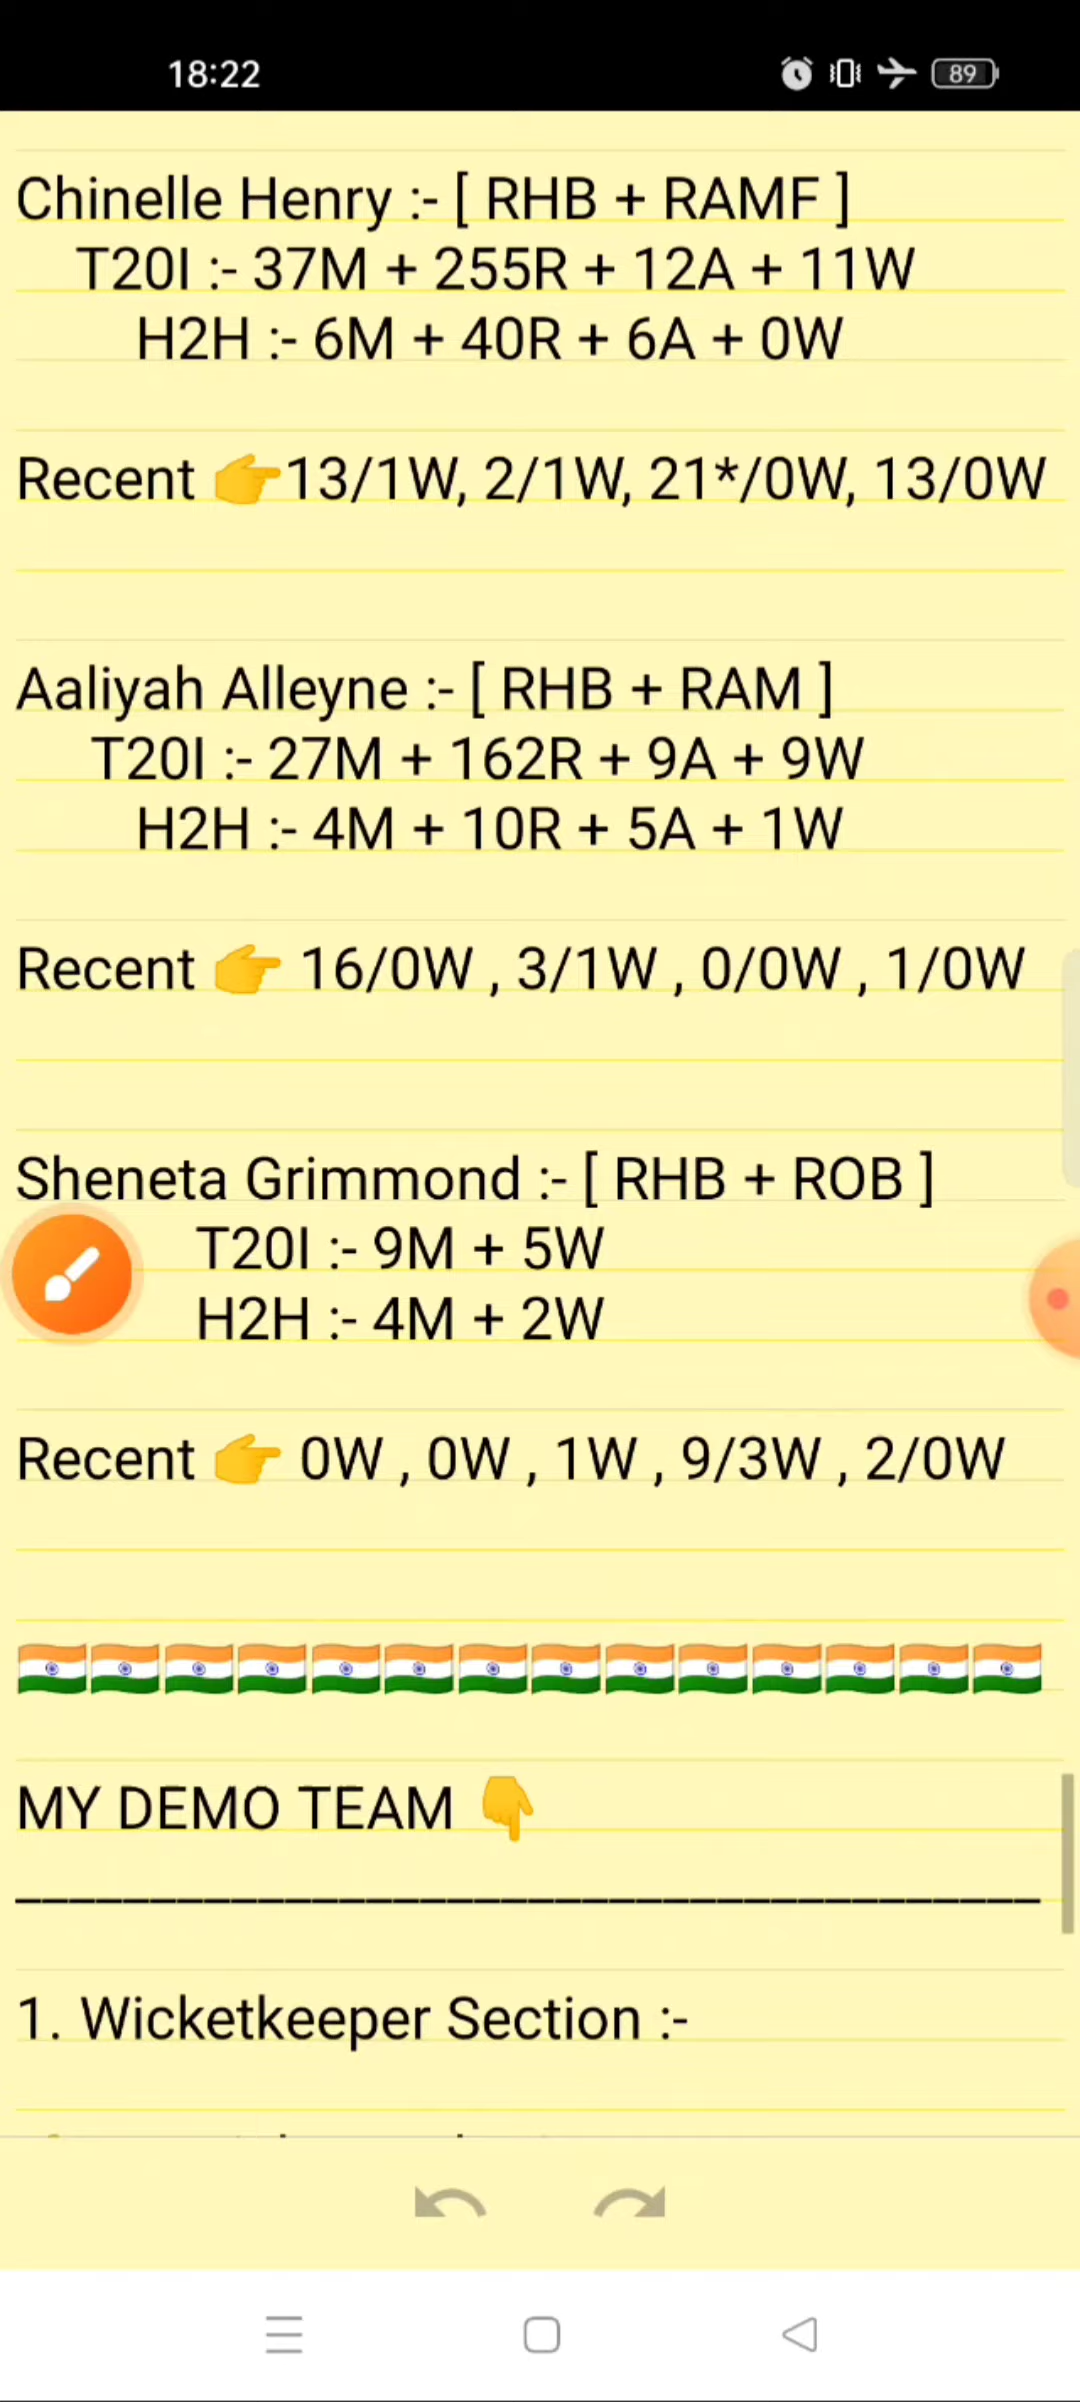 18:22
89
Chinelle Henry :- [ RHB + RAMF ]
T20I :- 37M + 255R + 12A + 11W
H2H :- 6M + 40R + 6A + 0W
Recent 👉13/1W, 2/1W, 21*/0W, 13/0W
Aaliyah Alleyne :- [ RHB + RAM ]
T20I :- 27M + 162R + 9A + 9W
H2H :- 4M + 10R + 5A + 1W
Recent 👉 16/0W , 3/1W , 0/0W , 1/0W
Sheneta Grimmond :- [ RHB + ROB ]
T20I :- 9M + 5W
H2H :- 4M + 2W
Recent 👉 0W , 0W , 1W , 9/3W , 2/0W
🇮🇳🇮🇳🇮🇳🇮🇳🇮🇳🇮🇳🇮🇳🇮🇳🇮🇳🇮🇳🇮🇳🇮🇳🇮🇳🇮🇳
MY DEMO TEAM 👇
1. Wicketkeeper Section :-